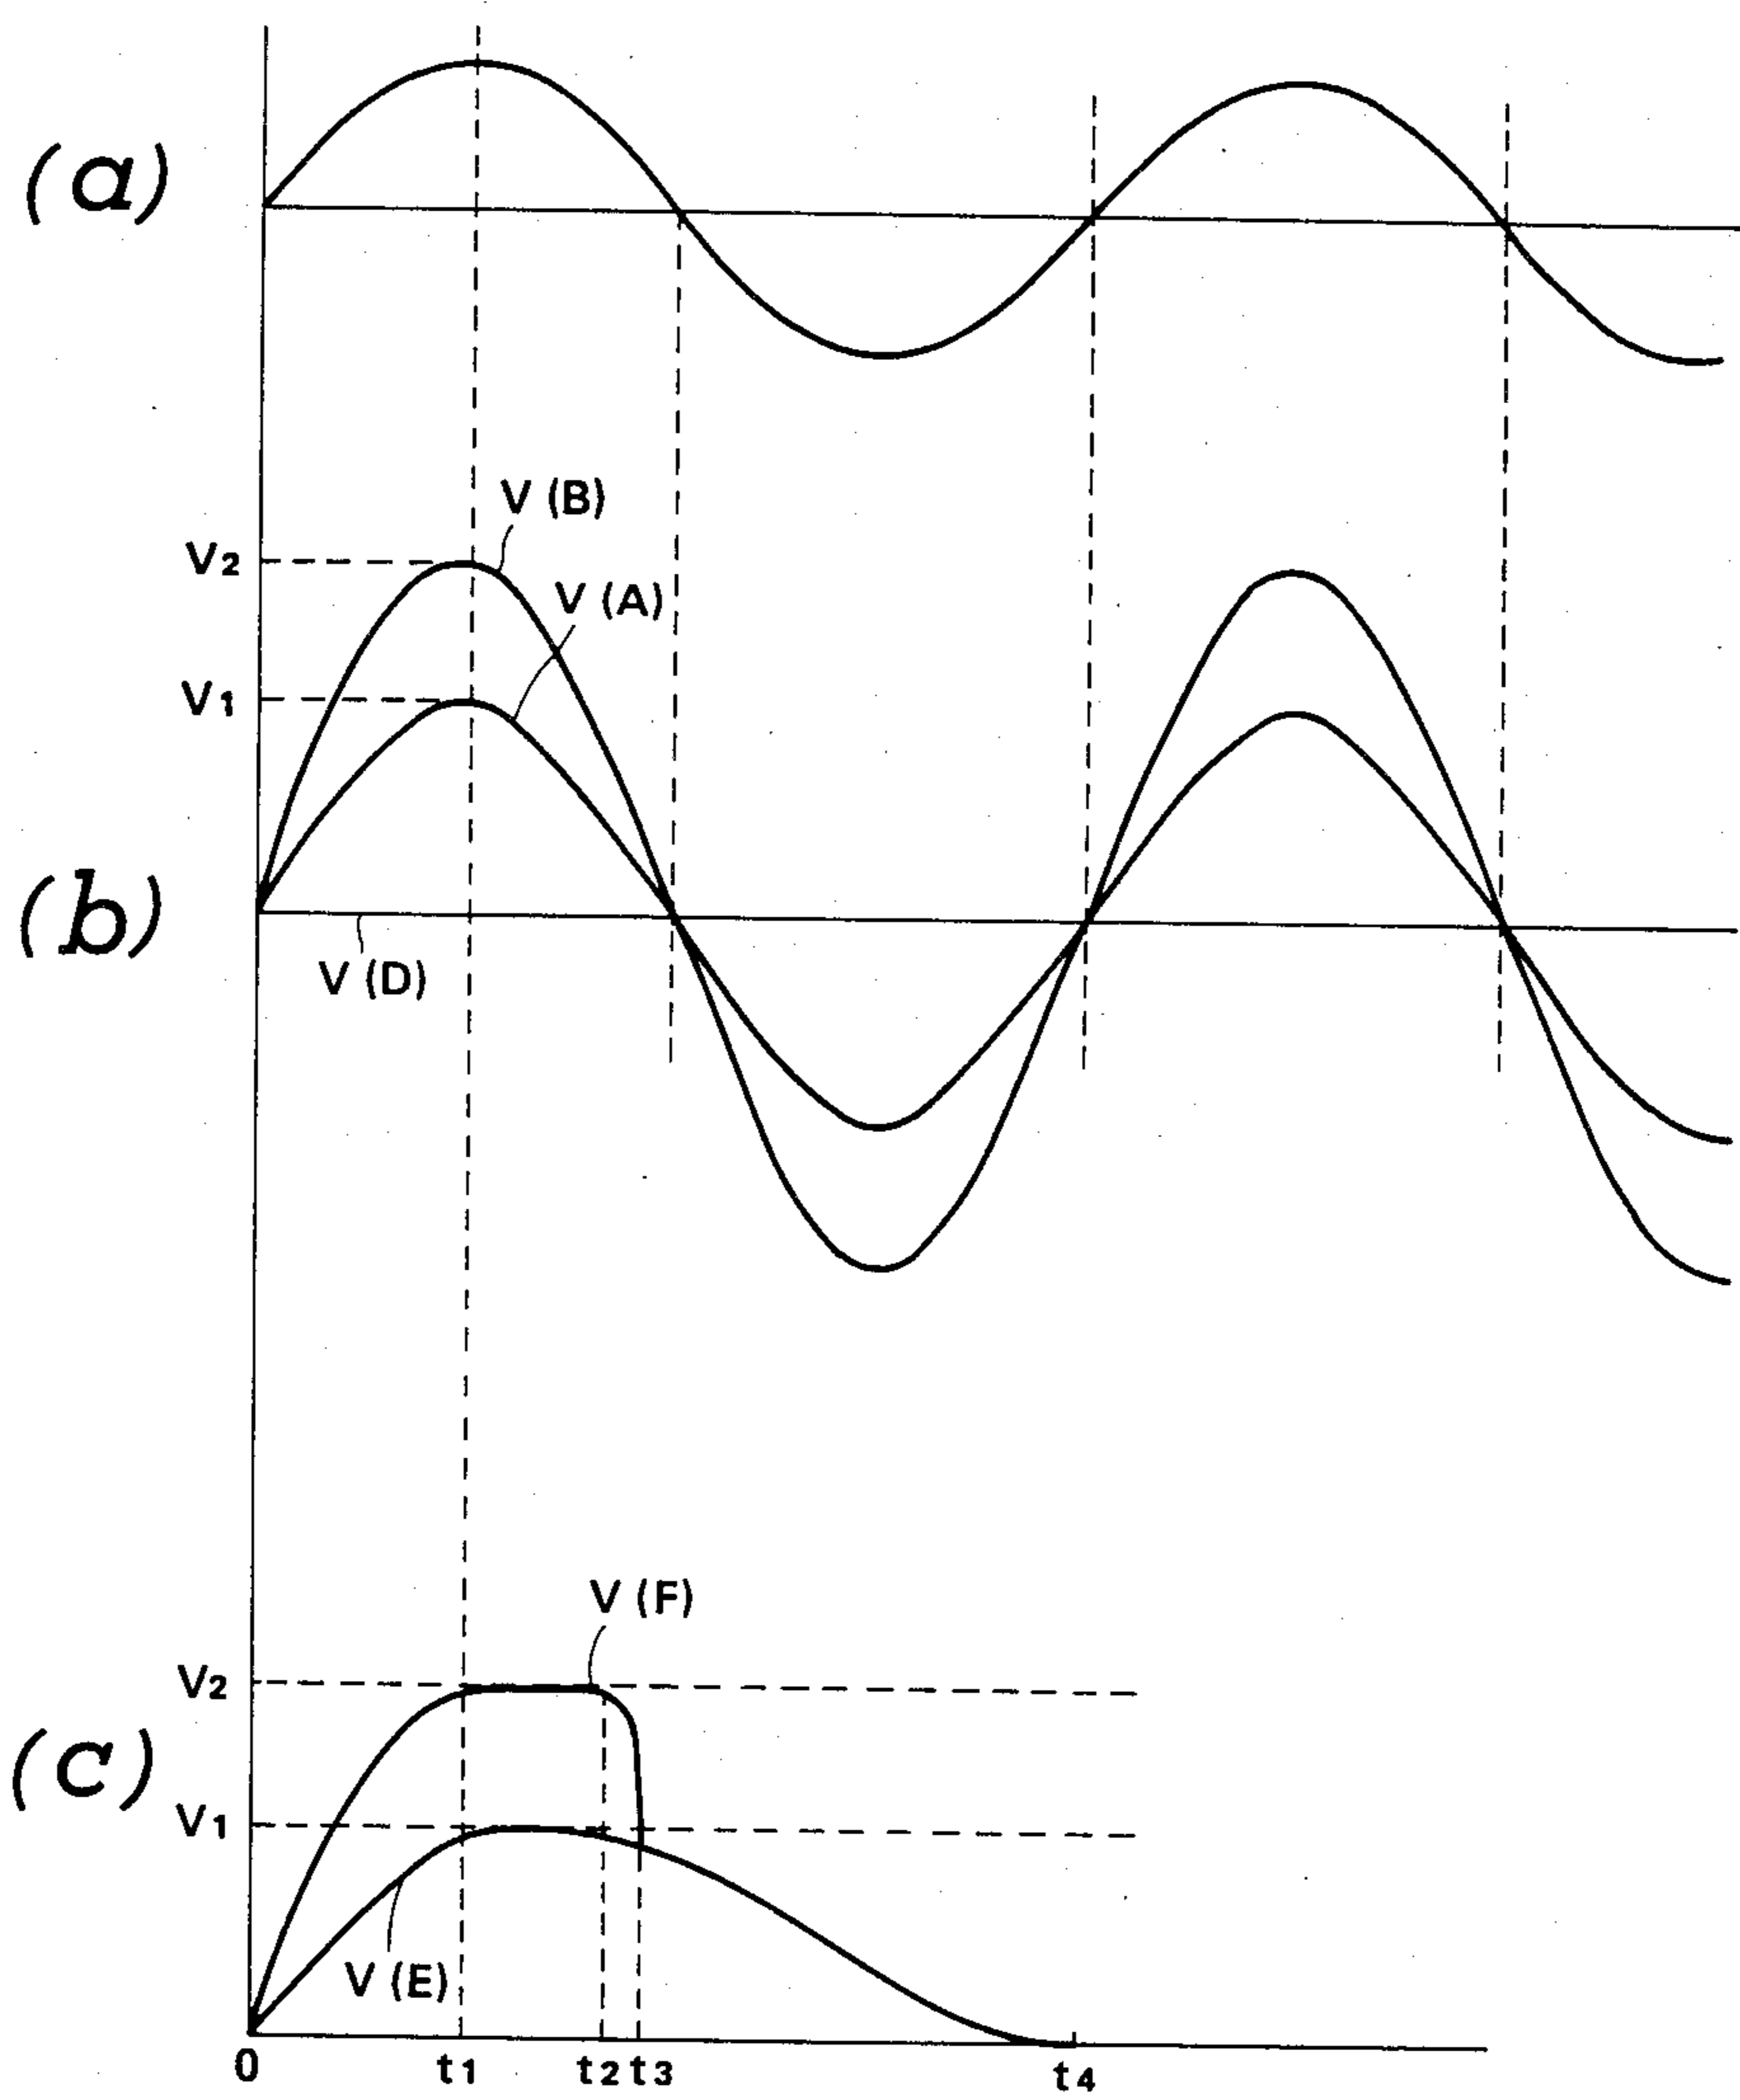 (a)
V (B)
V2
V (A)
V1
(b)
V (D)
V (F)
V2
(c)
V1
V (E)
0 t1 t2 t3 t4